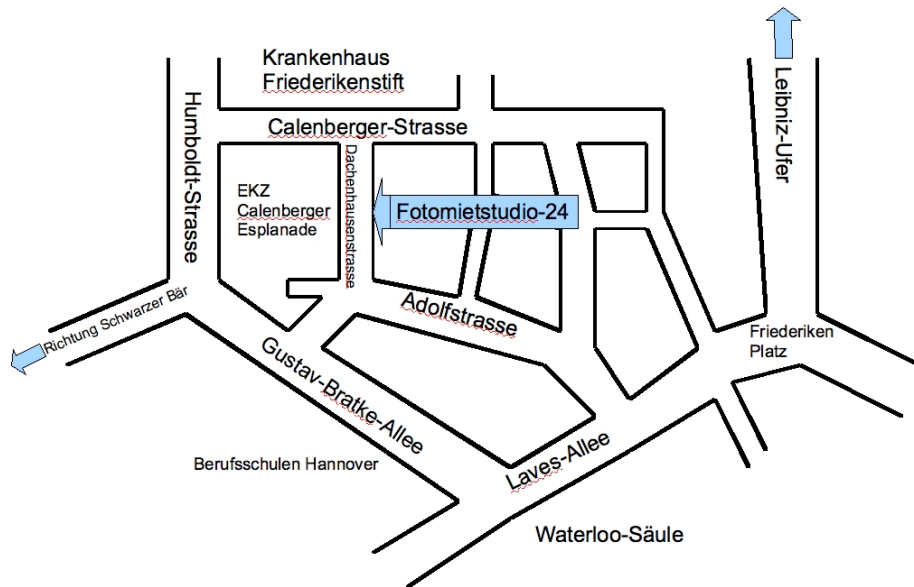 Krankenhaus
Friederikenstift
Leibniz-Ufer
Humboldt-Strasse
Calenberger-Strasse
Dachenhausenstrasse
EKZ
Calenberger
Esplanade
Fotomietstudio-24
Richtung Schwarzer Bär
Adolfstrasse
Friederiken
Platz
Gustav-Bratke-Allee
Laves-Allee
Berufsschulen Hannover
Waterloo-Säule